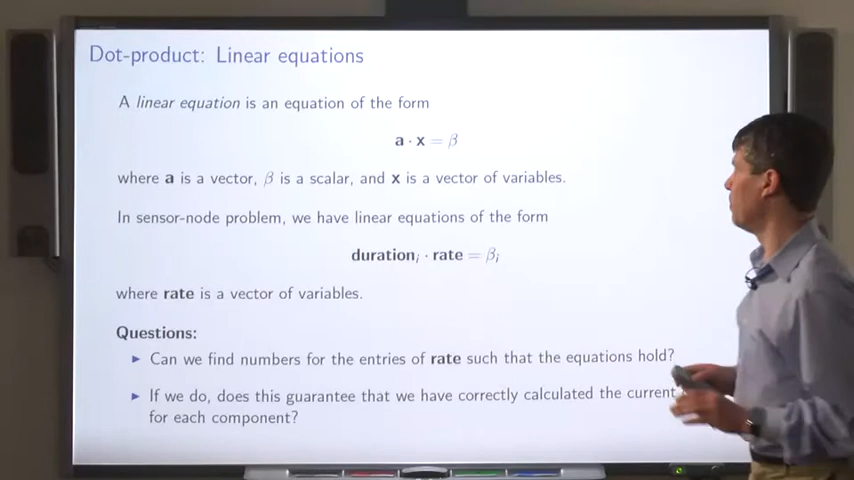 Dot-product: Linear equations
A linear equation is an equation of the form
a · x = β
where a is a vector, β is a scalar, and x is a vector of variables.
In sensor-node problem, we have linear equations of the form
durationᵢ · rate = βᵢ
where rate is a vector of variables.
Questions:
▶ Can we find numbers for the entries of rate such that the equations hold?
▶ If we do, does this guarantee that we have correctly calculated the current
for each component?